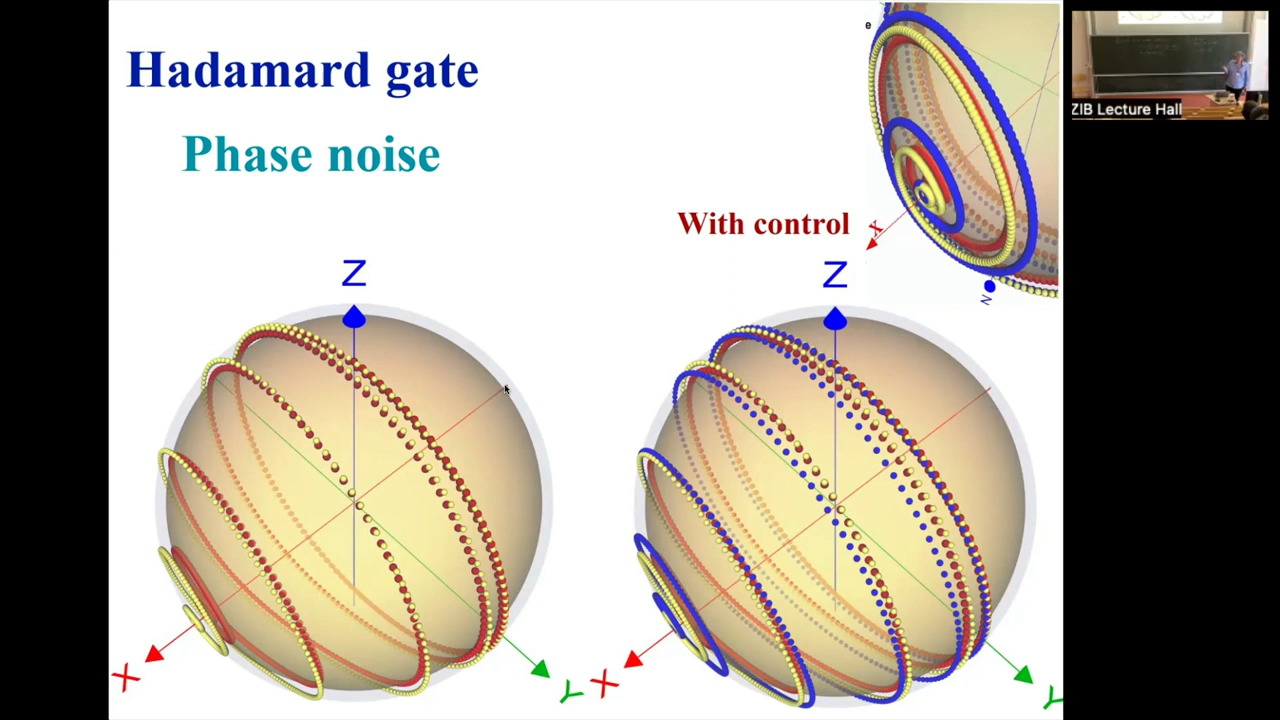 Hadamard gate
Phase noise
With control
e
X
Z
Z
Z
X
Y
X
Y
ZIB Lecture Hall